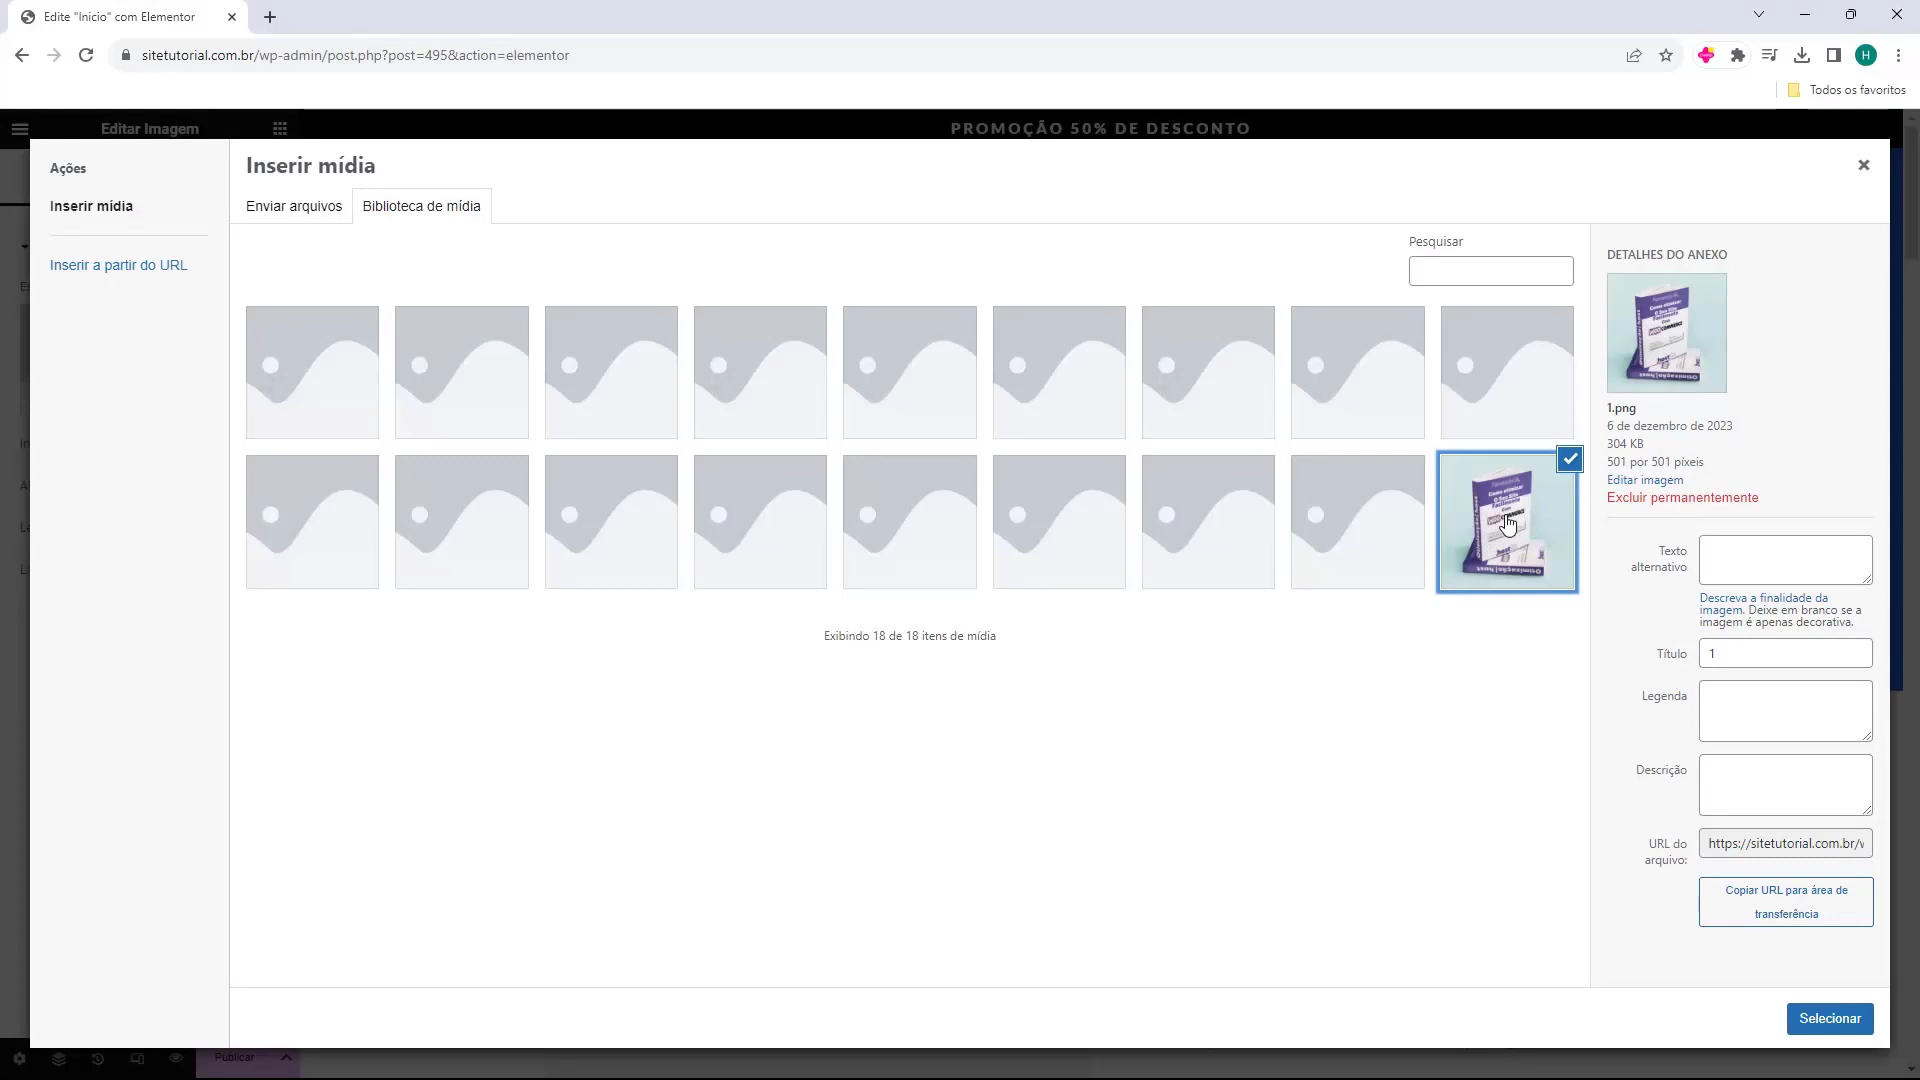 Edite "Inicio" com Elementor
sitetutorial.com.br/wp-admin/post.php?post=495&action=elementor
H
Todos os favoritos
Editar Imagem
PROMOÇÃO 50% DE DESCONTO
Ações
Inserir mídia
Inserir a partir do URL
Inserir mídia
Enviar arquivos
Biblioteca de mídia
Pesquisar
Exibindo 18 de 18 itens de mídia
DETALHES DO ANEXO
1.png
6 de dezembro de 2023
304 KB
501 por 501 píxeis
Editar imagem
Excluir permanentemente
Texto
alternativo
Descreva a finalidade da
imagem. Deixe em branco se a
imagem é apenas decorativa.
Título
1
Legenda
Descrição
URL do
arquivo:
https://sitetutorial.com.br/
Copiar URL para área de
transferência
Selecionar
Publicar